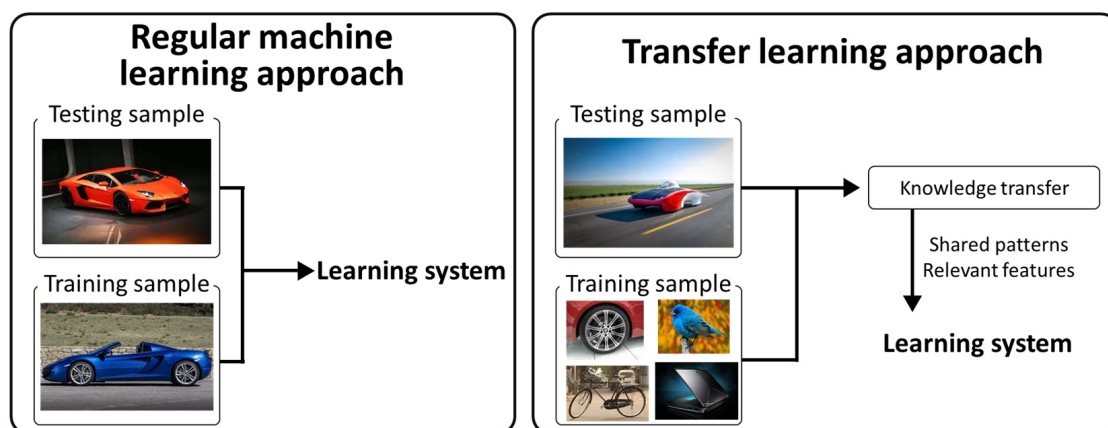 Regular machine
learning approach
Testing sample
Training sample
Learning system
Transfer learning approach
Testing sample
Training sample
Knowledge transfer
Shared patterns
Relevant features
Learning system